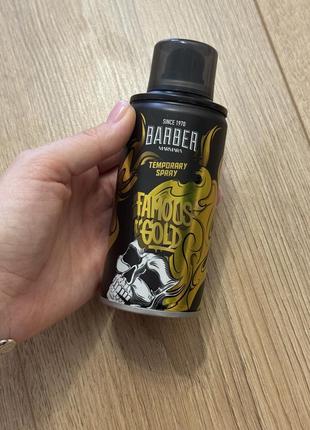 SINCE 1970
BARBER
MARMARA
TEMPORARY
SPRAY
FAMOUS
GOLD